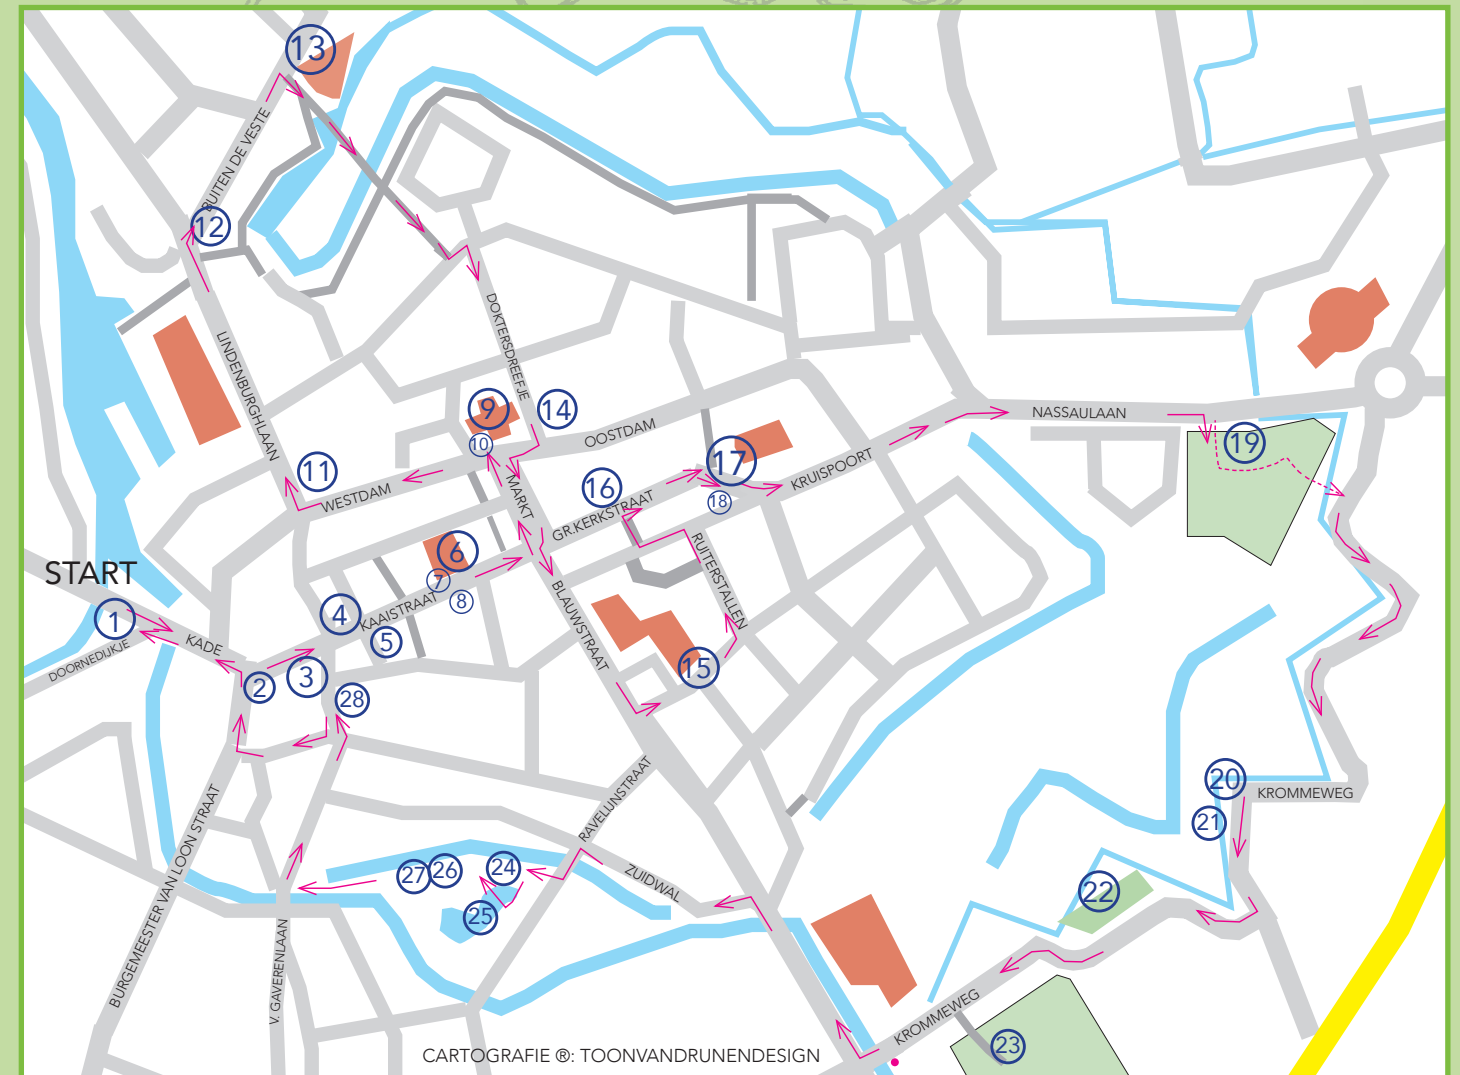 13
BUITEN DE VESTE
12
DOKTERSDREEFJE
LINDENBURGHLAAN
9
14
10
OOSTDAM
NASSAULAAN
19
11
WESTDAM
MARKT
16
17
18
KRUISPOORT
GR.KERKSTRAAT
6
7
8
RUITERSTALLEN
START
1
KADE
DOORNEDIJKJE
4
KAAISTRAAT
5
BLAUWSTRAAT
15
2
3
28
20
KROMMEWEG
21
RAVELIJNSTRAAT
BURGEMEESTER VAN LOON STRAAT
27
26
24
25
ZUIDWAL
22
V. GAVERENLAAN
KROMMEWEG
23
CARTOGRAFIE ®: TOONVANDRUNENDESIGN